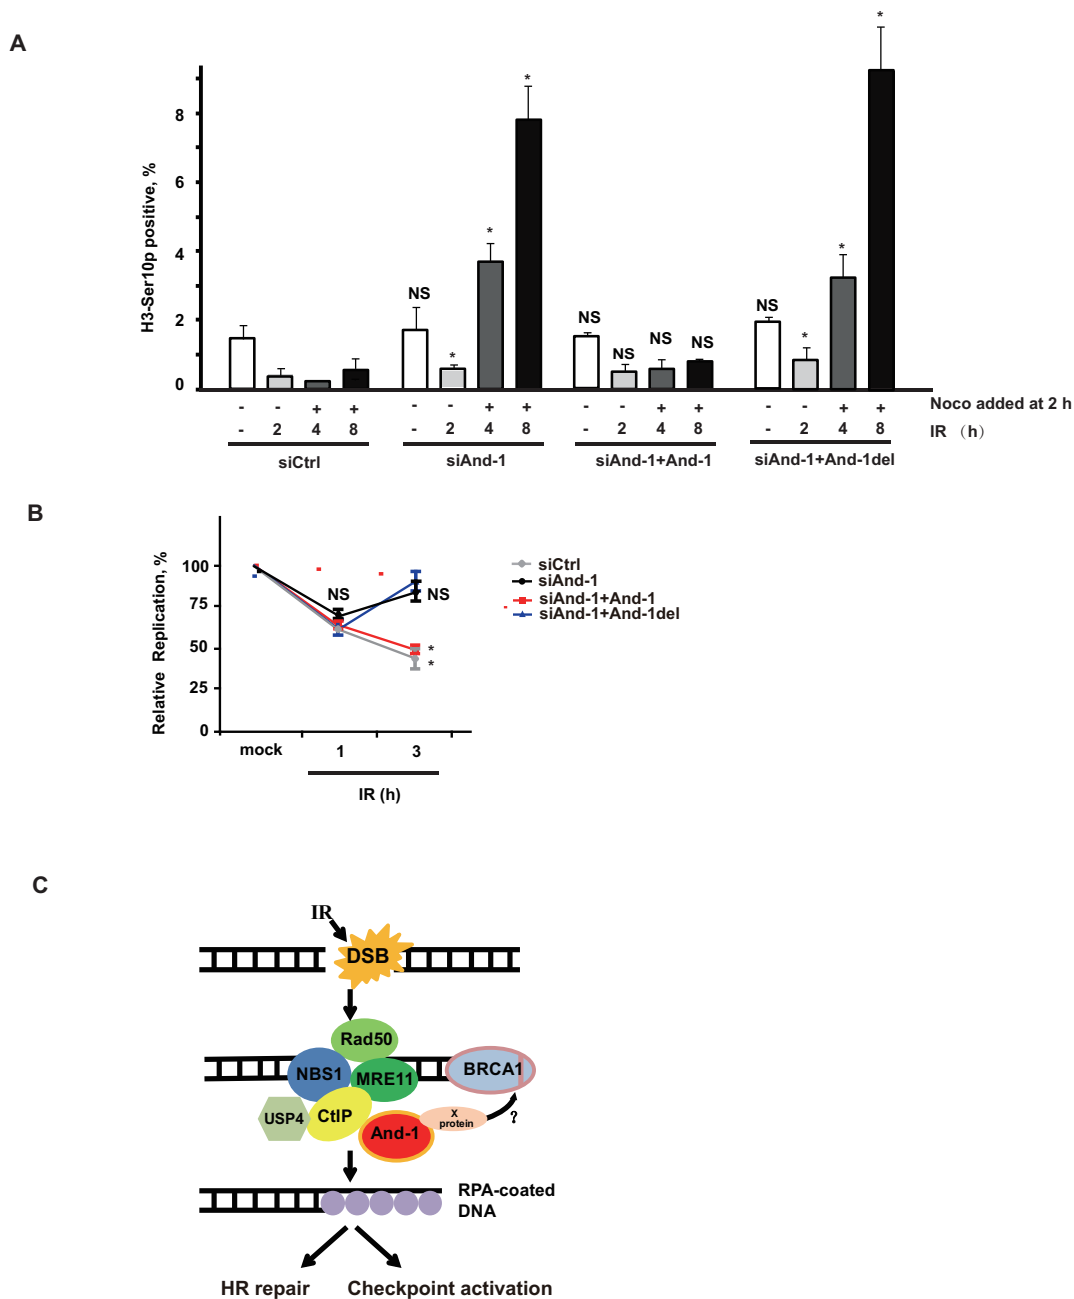 A
H3-Ser10p positive, %
8
6
4
2
0
NS
*
*
*
NS
NS
NS
NS
NS
*
*
*
- - + + - - + + - - + + - - + + Noco added at 2 h
- 2 4 8 - 2 4 8 - 2 4 8 - 2 4 8 IR (h)
siCtrl siAnd-1 siAnd-1+And-1 siAnd-1+And-1del
B
Relative Replication, %
100
75
50
25
0
NS
NS
*
*
siCtrl
siAnd-1
siAnd-1+And-1
siAnd-1+And-1del
mock 1 3
IR (h)
C
IR
DSB
Rad50
NBS1
MRE11
BRCA1
USP4
CtIP
And-1
X
protein
?
RPA-coated
DNA
HR repair
Checkpoint activation